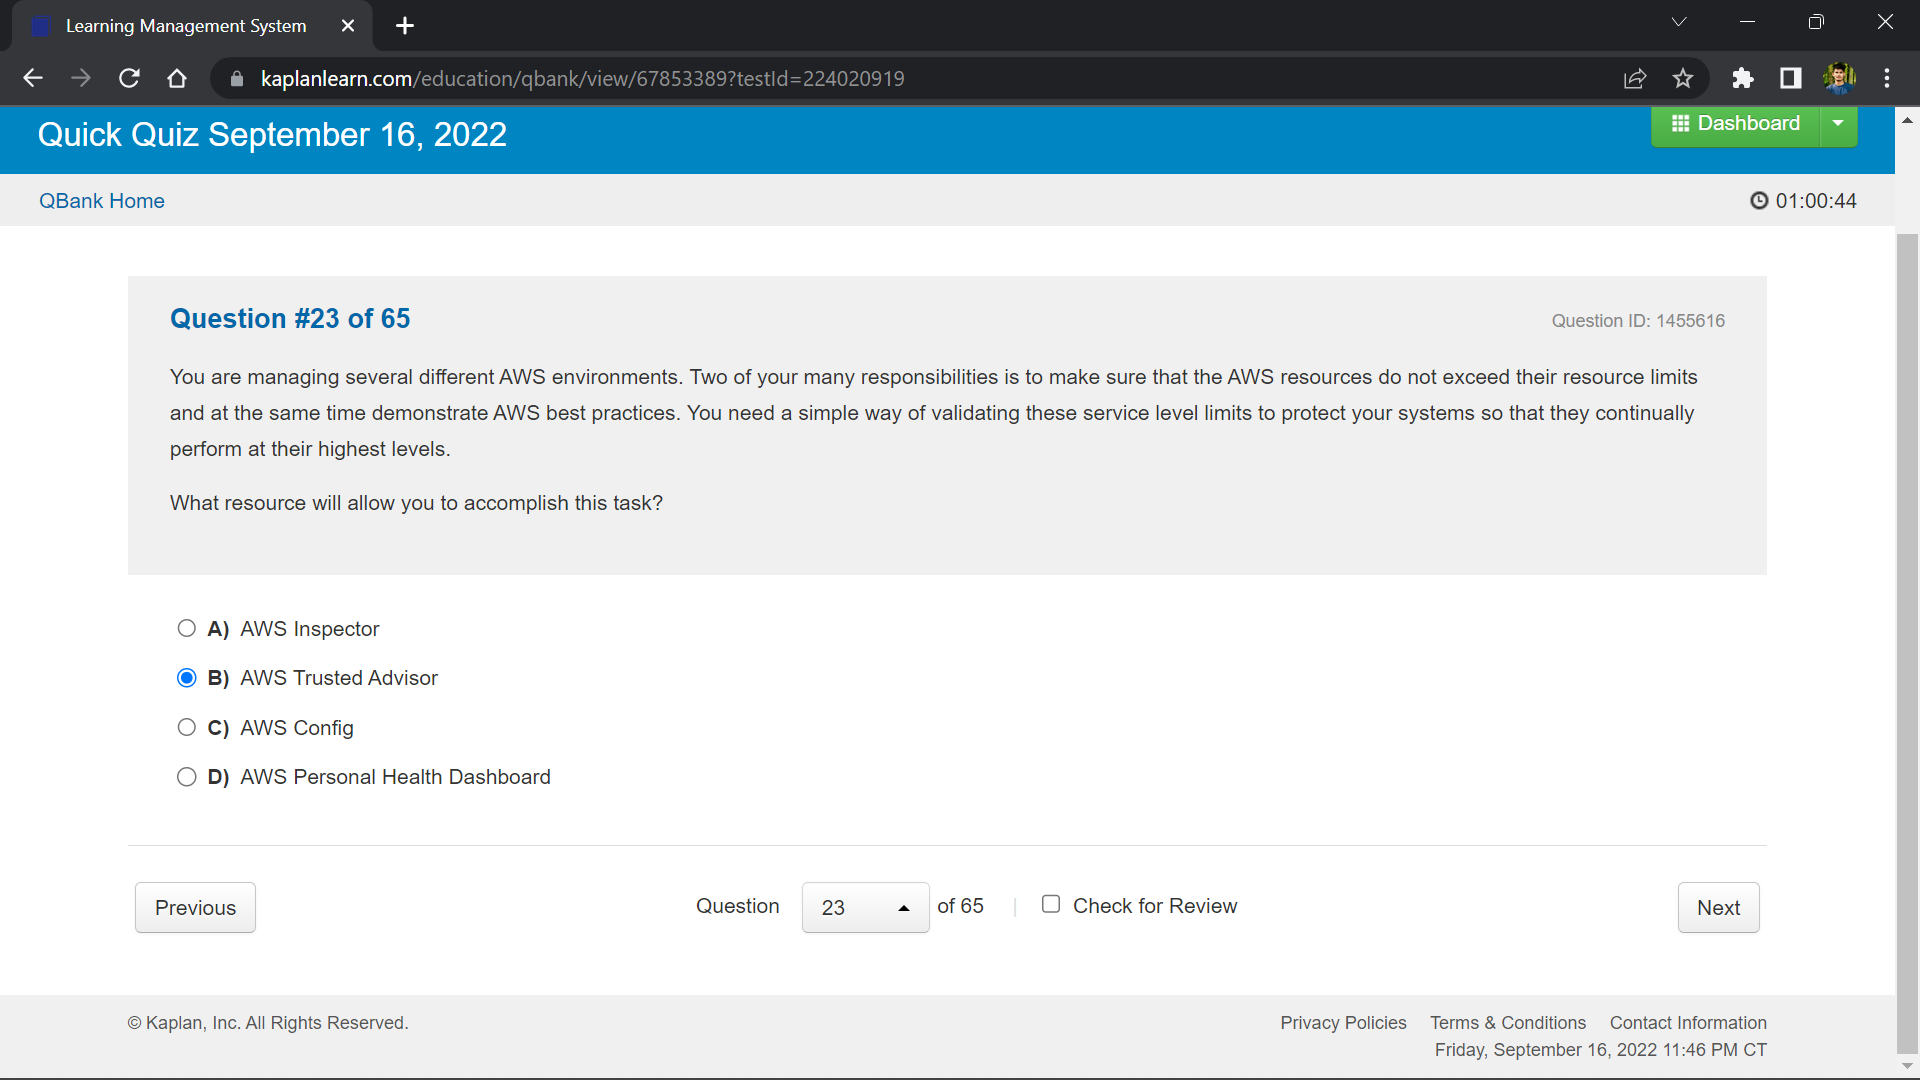 Learning Management System
kaplanlearn.com/education/qbank/view/67853389?testId=224020919
Quick Quiz September 16, 2022
Dashboard
QBank Home
01:00:44
Question #23 of 65
Question ID: 1455616
You are managing several different AWS environments. Two of your many responsibilities is to make sure that the AWS resources do not exceed their resource limits
and at the same time demonstrate AWS best practices. You need a simple way of validating these service level limits to protect your systems so that they continually
perform at their highest levels.
What resource will allow you to accomplish this task?
A) AWS Inspector
B) AWS Trusted Advisor
C) AWS Config
D) AWS Personal Health Dashboard
Previous
Question 23 of 65 | Check for Review
Next
© Kaplan, Inc. All Rights Reserved.
Privacy Policies Terms & Conditions Contact Information
Friday, September 16, 2022 11:46 PM CT